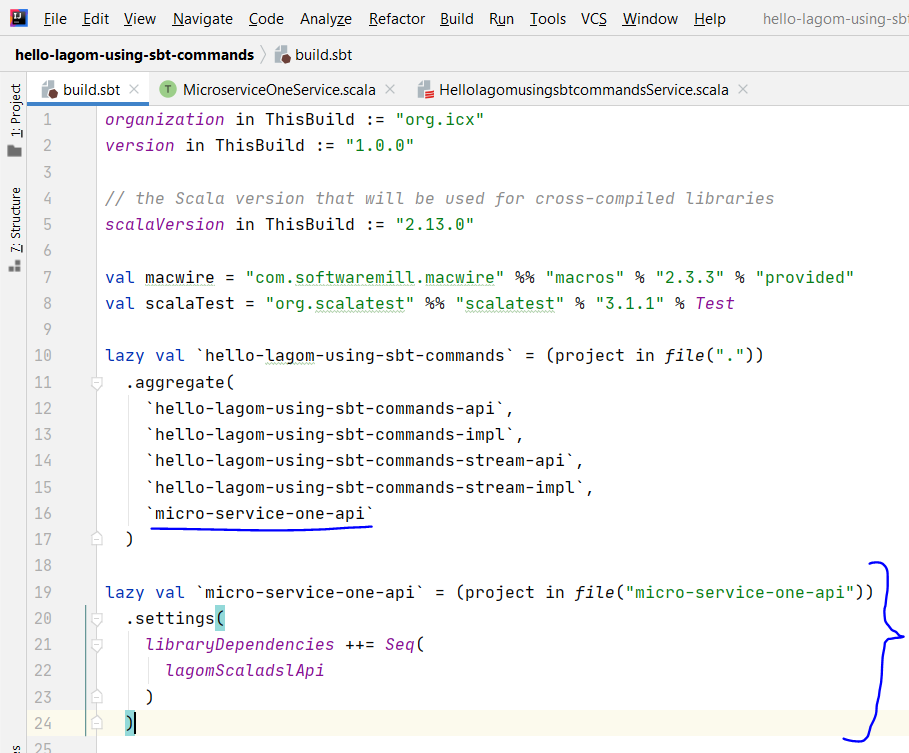 File Edit View Navigate Code Analyze Refactor Build Run Tools VCS Window Help hello-lagom-using-sbt
hello-lagom-using-sbt-commands build.sbt
build.sbt MicroserviceOneService.scala HellolagomusingsbtcommandsService.scala
1: Project
7: Structure
1 organization in ThisBuild := "org.icx"
2 version in ThisBuild := "1.0.0"
3
4 // the Scala version that will be used for cross-compiled libraries
5 scalaVersion in ThisBuild := "2.13.0"
6
7 val macwire = "com.softwaremill.macwire" %% "macros" % "2.3.3" % "provided"
8 val scalaTest = "org.scalatest" %% "scalatest" % "3.1.1" % Test
9
10 lazy val `hello-lagom-using-sbt-commands` = (project in file("."))
11 .aggregate(
12 `hello-lagom-using-sbt-commands-api`,
13 `hello-lagom-using-sbt-commands-impl`,
14 `hello-lagom-using-sbt-commands-stream-api`,
15 `hello-lagom-using-sbt-commands-stream-impl`,
16 `micro-service-one-api`
17 )
18
19 lazy val `micro-service-one-api` = (project in file("micro-service-one-api"))
20 .settings(
21 libraryDependencies ++= Seq(
22 lagomScaladslApi
23 )
24 )
25